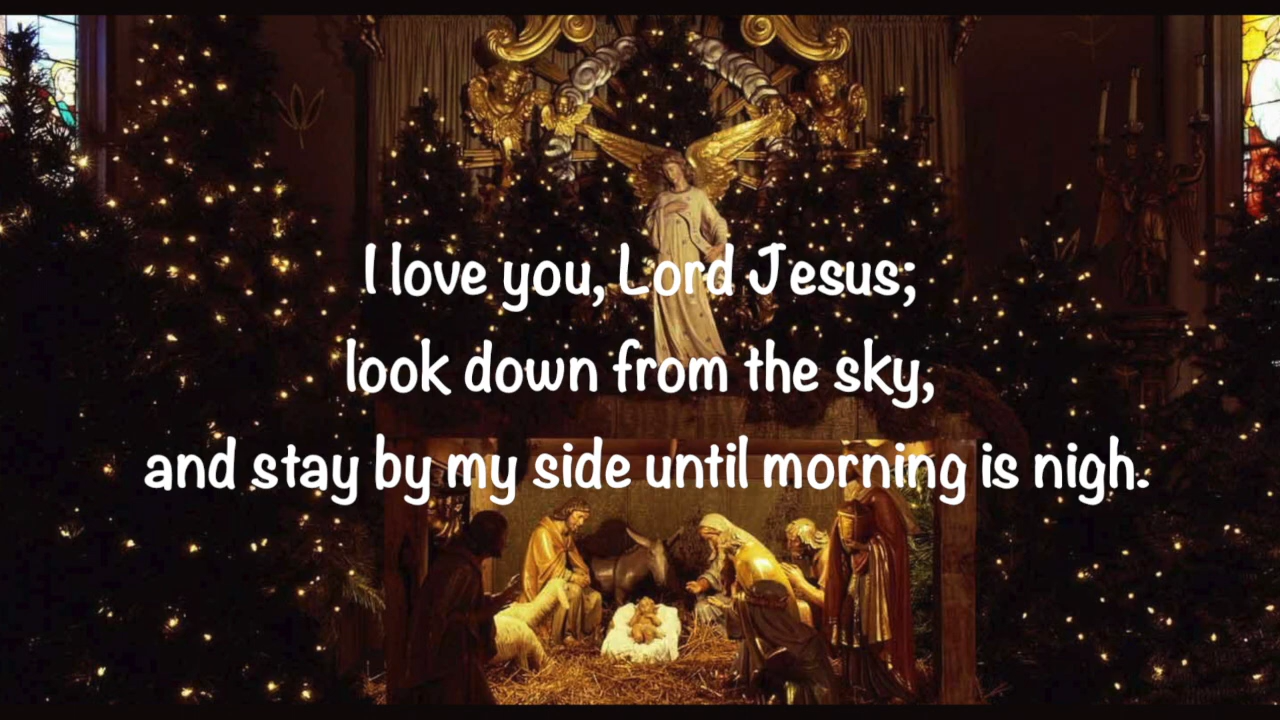 I love you, Lord Jesus;
look down from the sky,
and stay by my side until morning is nigh.